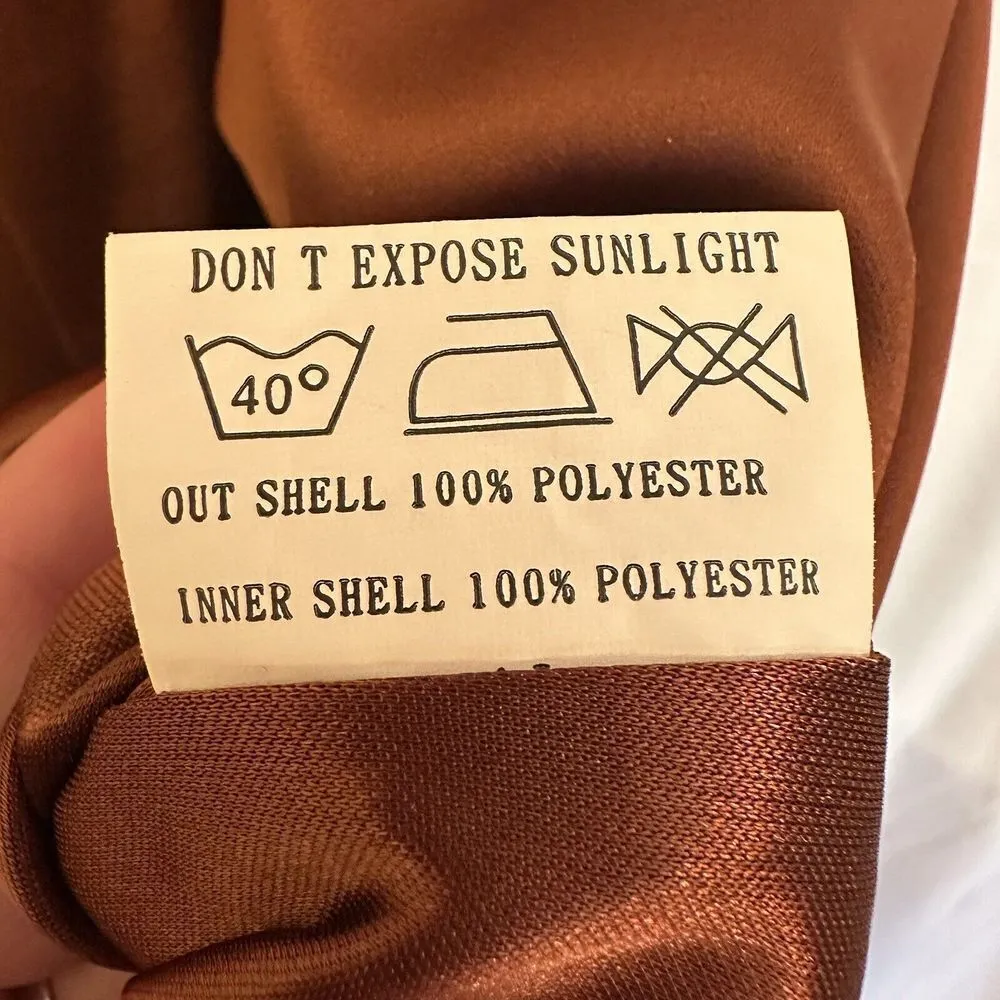 DON T EXPOSE SUNLIGHT
40°
OUT SHELL 100% POLYESTER
INNER SHELL 100% POLYESTER